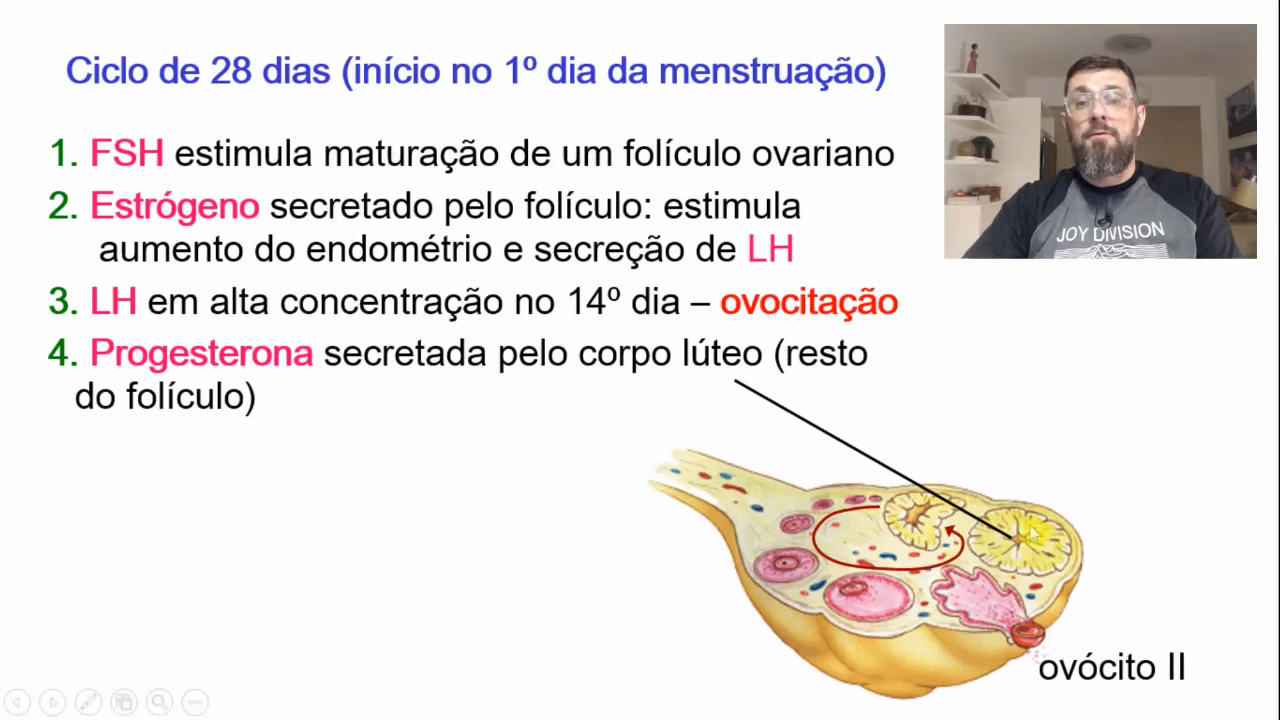 Ciclo de 28 dias (início no 1º dia da menstruação)
1. FSH estimula maturação de um folículo ovariano
2. Estrógeno secretado pelo folículo: estimula
aumento do endométrio e secreção de LH
3. LH em alta concentração no 14º dia – ovocitação
4. Progesterona secretada pelo corpo lúteo (resto
do folículo)
JOY DIVISION
ovócito II